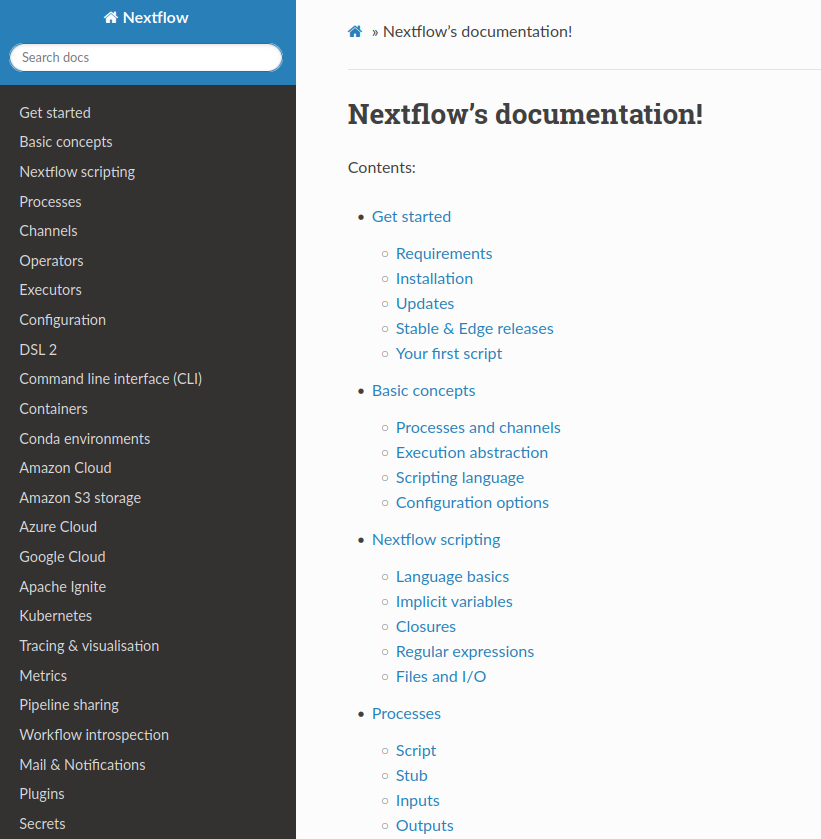 Nextflow
Search docs
Get started
Basic concepts
Nextflow scripting
Processes
Channels
Operators
Executors
Configuration
DSL 2
Command line interface (CLI)
Containers
Conda environments
Amazon Cloud
Amazon S3 storage
Azure Cloud
Google Cloud
Apache Ignite
Kubernetes
Tracing & visualisation
Metrics
Pipeline sharing
Workflow introspection
Mail & Notifications
Plugins
Secrets
» Nextflow’s documentation!
Nextflow’s documentation!
Contents:
• Get started
○ Requirements
○ Installation
○ Updates
○ Stable & Edge releases
○ Your first script
• Basic concepts
○ Processes and channels
○ Execution abstraction
○ Scripting language
○ Configuration options
• Nextflow scripting
○ Language basics
○ Implicit variables
○ Closures
○ Regular expressions
○ Files and I/O
• Processes
○ Script
○ Stub
○ Inputs
○ Outputs